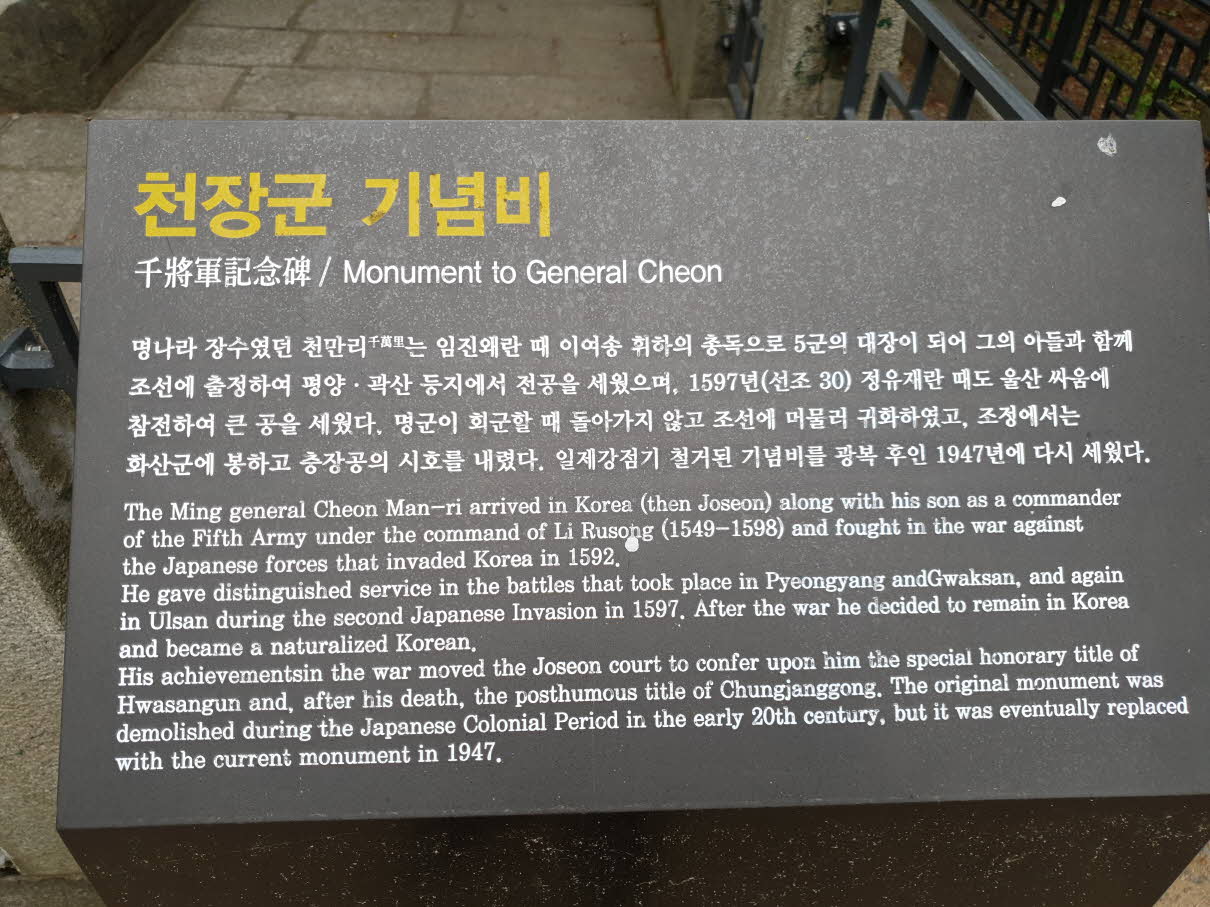 천장군 기념비
千將軍記念碑 / Monument to General Cheon
명나라 장수였던 천만리千萬里는 임진왜란 때 이여송 휘하의 총독으로 5군의 대장이 되어 그의 아들과 함께
조선에 출정하여 평양 · 곽산 등지에서 전공을 세웠으며, 1597년(선조 30) 정유재란 때도 울산 싸움에
참전하여 큰 공을 세웠다. 명군이 회군할 때 돌아가지 않고 조선에 머물러 귀화하였고, 조정에서는
화산군에 봉하고 충장공의 시호를 내렸다. 일제강점기 철거된 기념비를 광복 후인 1947년에 다시 세웠다.
The Ming general Cheon Man-ri arrived in Korea (then Joseon) along with his son as a commander
of the Fifth Army under the command of Li Rusong (1549-1598) and fought in the war against
the Japanese forces that invaded Korea in 1592.
He gave distinguished service in the battles that took place in Pyeongyang andGwaksan, and again
in Ulsan during the second Japanese Invasion in 1597. After the war he decided to remain in Korea
and became a naturalized Korean.
His achievementsin the war moved the Joseon court to confer upon him the special honorary title of
Hwasangun and, after his death, the posthumous title of Chungjanggong. The original monument was
demolished during the Japanese Colonial Period in the early 20th century, but it was eventually replaced
with the current monument in 1947.